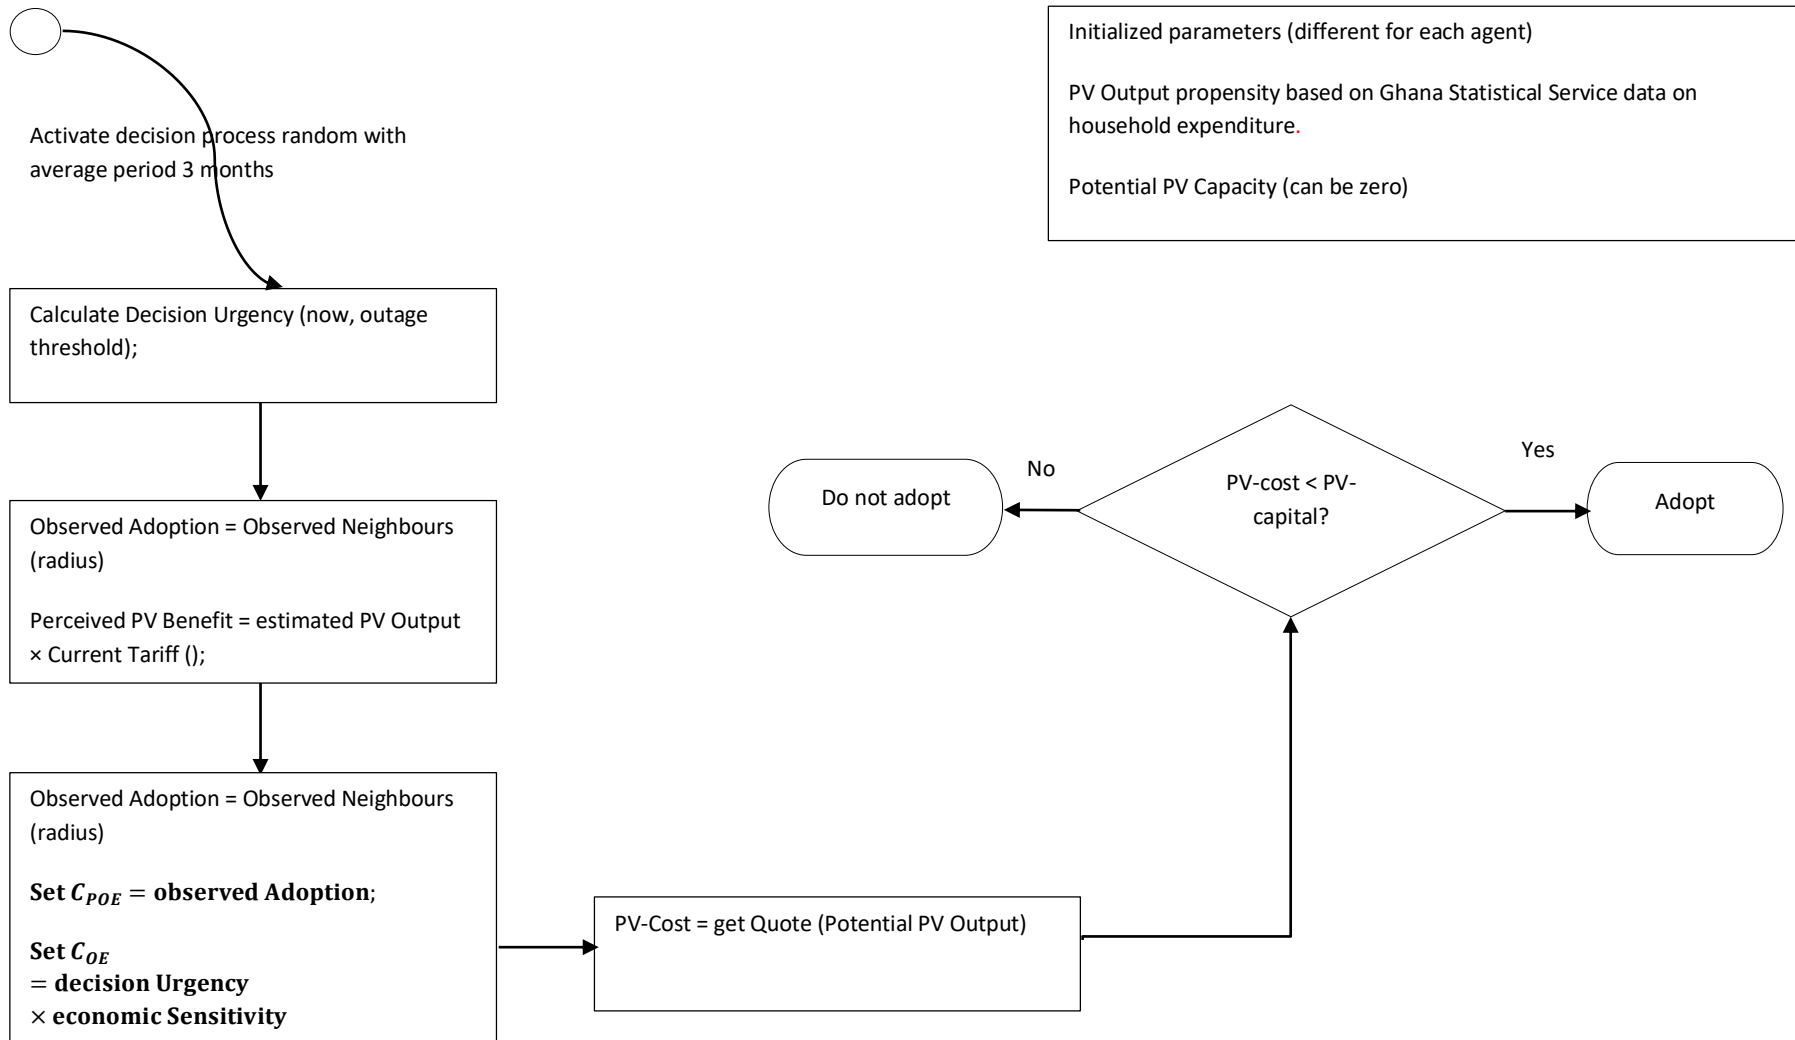 Activate decision process random with
average period 3 months
Initialized parameters (different for each agent)
PV Output propensity based on Ghana Statistical Service data on
household expenditure.
Potential PV Capacity (can be zero)
Calculate Decision Urgency (now, outage
threshold);
Observed Adoption = Observed Neighbours
(radius)
Perceived PV Benefit = estimated PV Output
× Current Tariff ();
Observed Adoption = Observed Neighbours
(radius)
Set C_POE = observed Adoption;
Set C_OE
= decision Urgency
× economic Sensitivity
PV-Cost = get Quote (Potential PV Output)
PV-cost < PV-
capital?
No
Do not adopt
Yes
Adopt